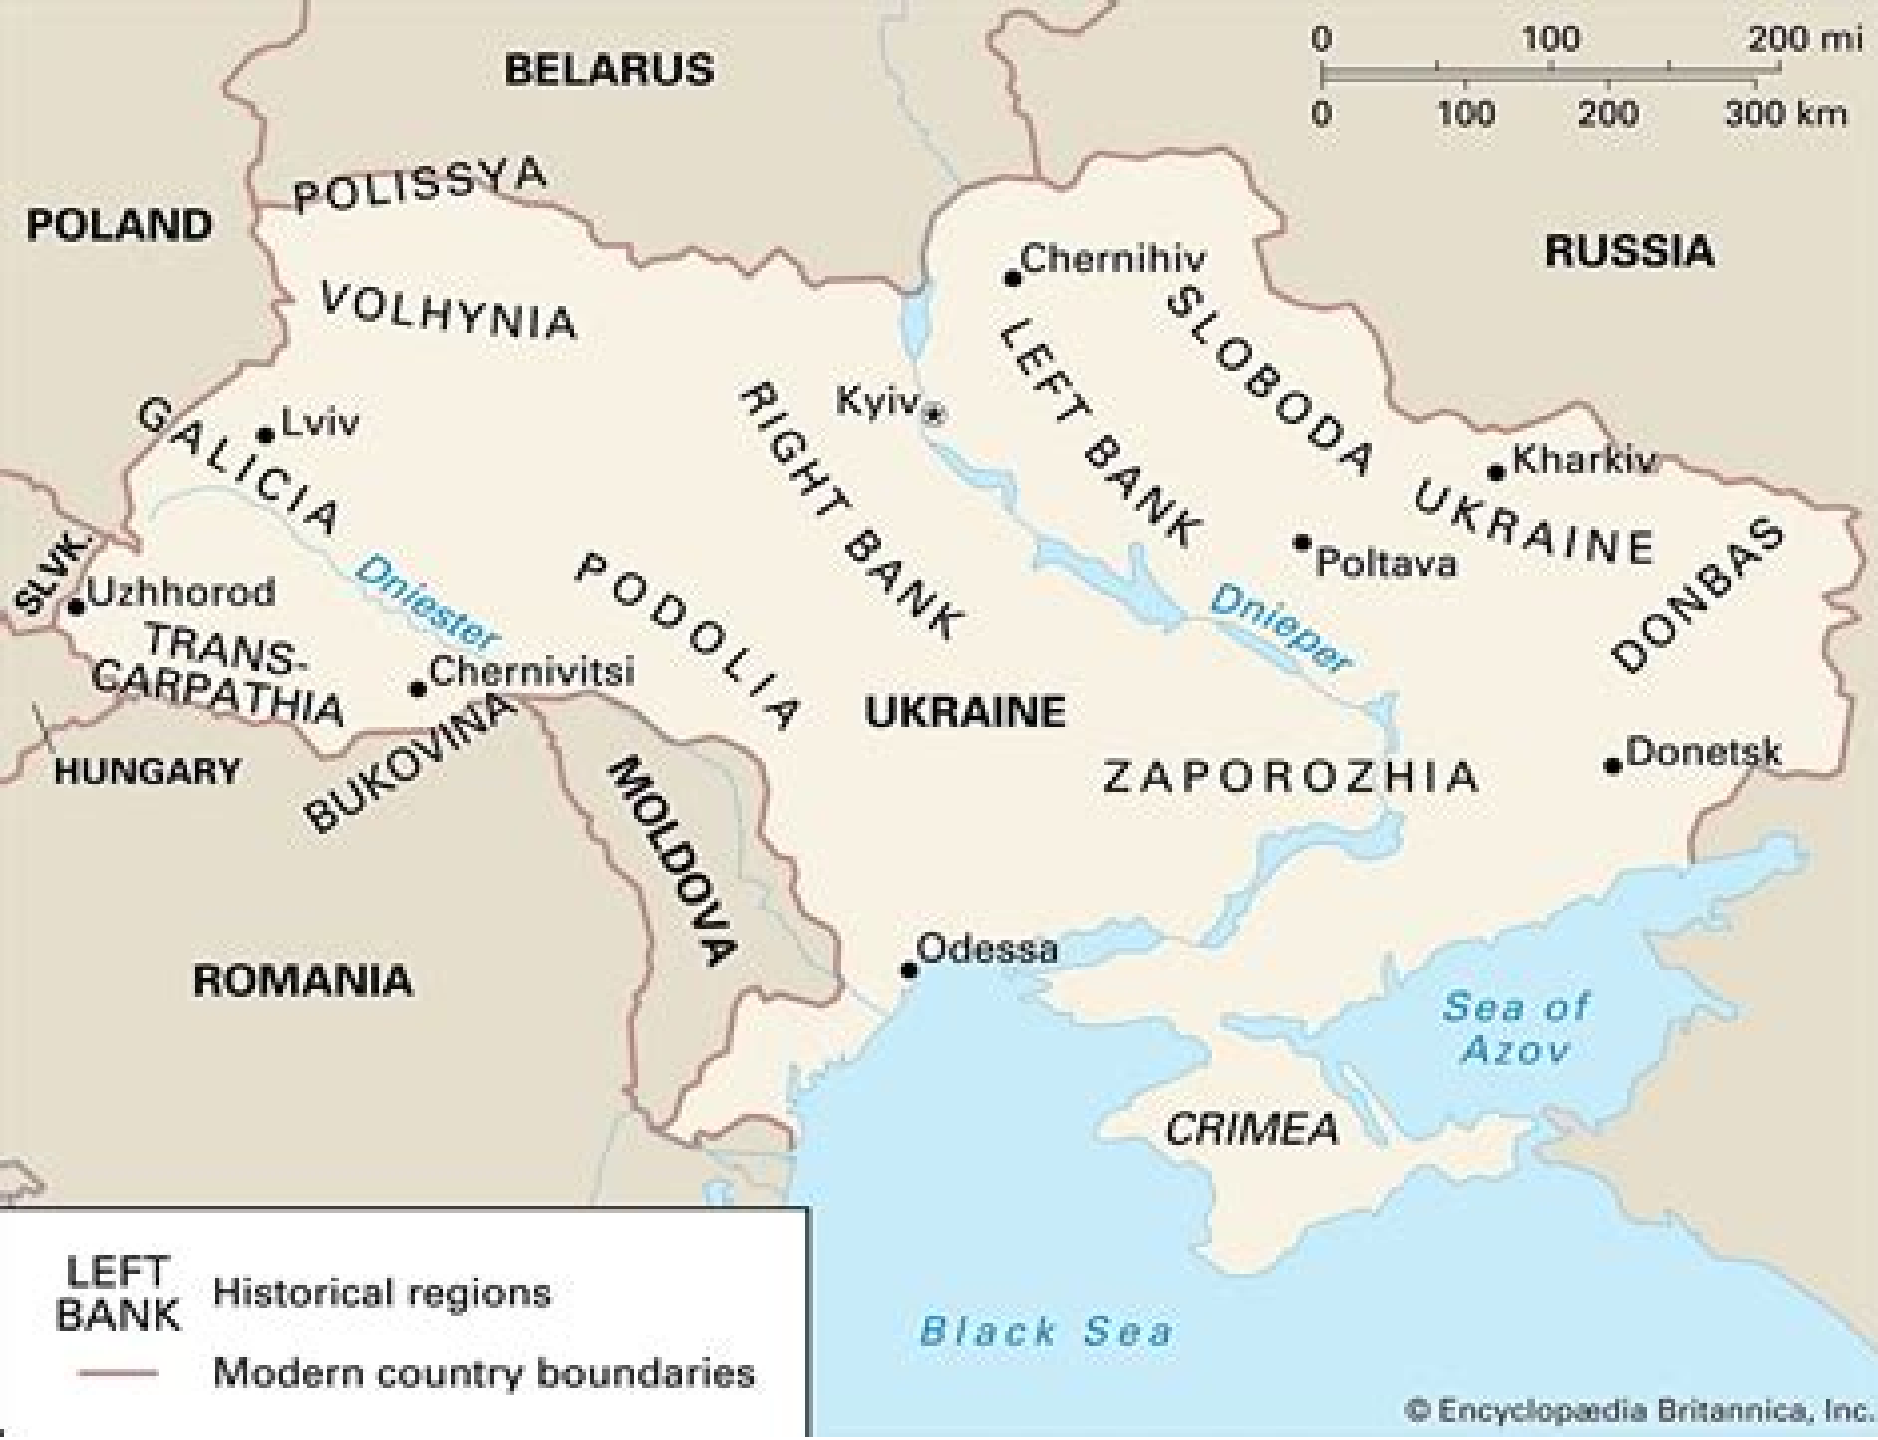 0 100 200 mi
0 100 200 300 km
BELARUS
POLISSYA
POLAND
RUSSIA
Chernihiv
VOLHYNIA
SLOBODA UKRAINE
LEFT BANK
Kyiv
RIGHT BANK
GALICIA
Lviv
Kharkiv
Poltava
DONBAS
SLVK.
Uzhhorod
Dniester
PODOLIA
Dnieper
TRANS-
CARPATHIA
Chernivitsi
BUKOVINA
UKRAINE
HUNGARY
MOLDOVA
ZAPOROZHIA
Donetsk
ROMANIA
Odessa
Sea of
Azov
CRIMEA
LEFT
BANK
Historical regions
Modern country boundaries
Black Sea
© Encyclopædia Britannica, Inc.